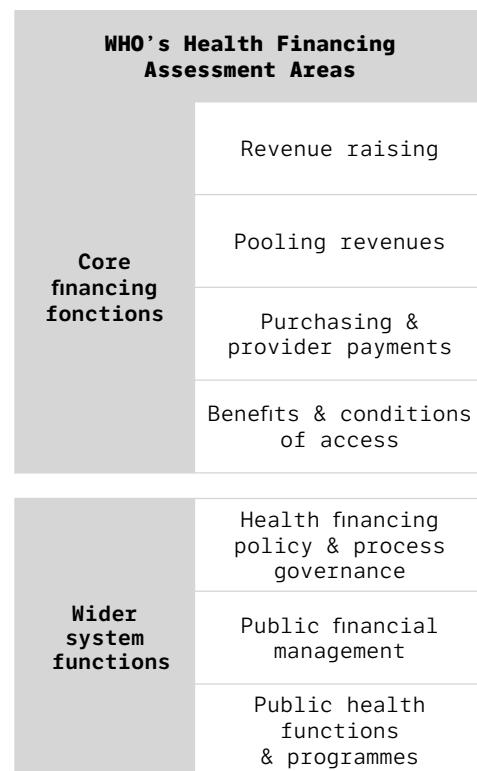 WHO’s Health Financing
Assessment Areas
Core
financing
fonctions
Revenue raising
Pooling revenues
Purchasing &
provider payments
Benefits & conditions
of access
Wider
system
functions
Health financing
policy & process
governance
Public financial
management
Public health
functions
& programmes